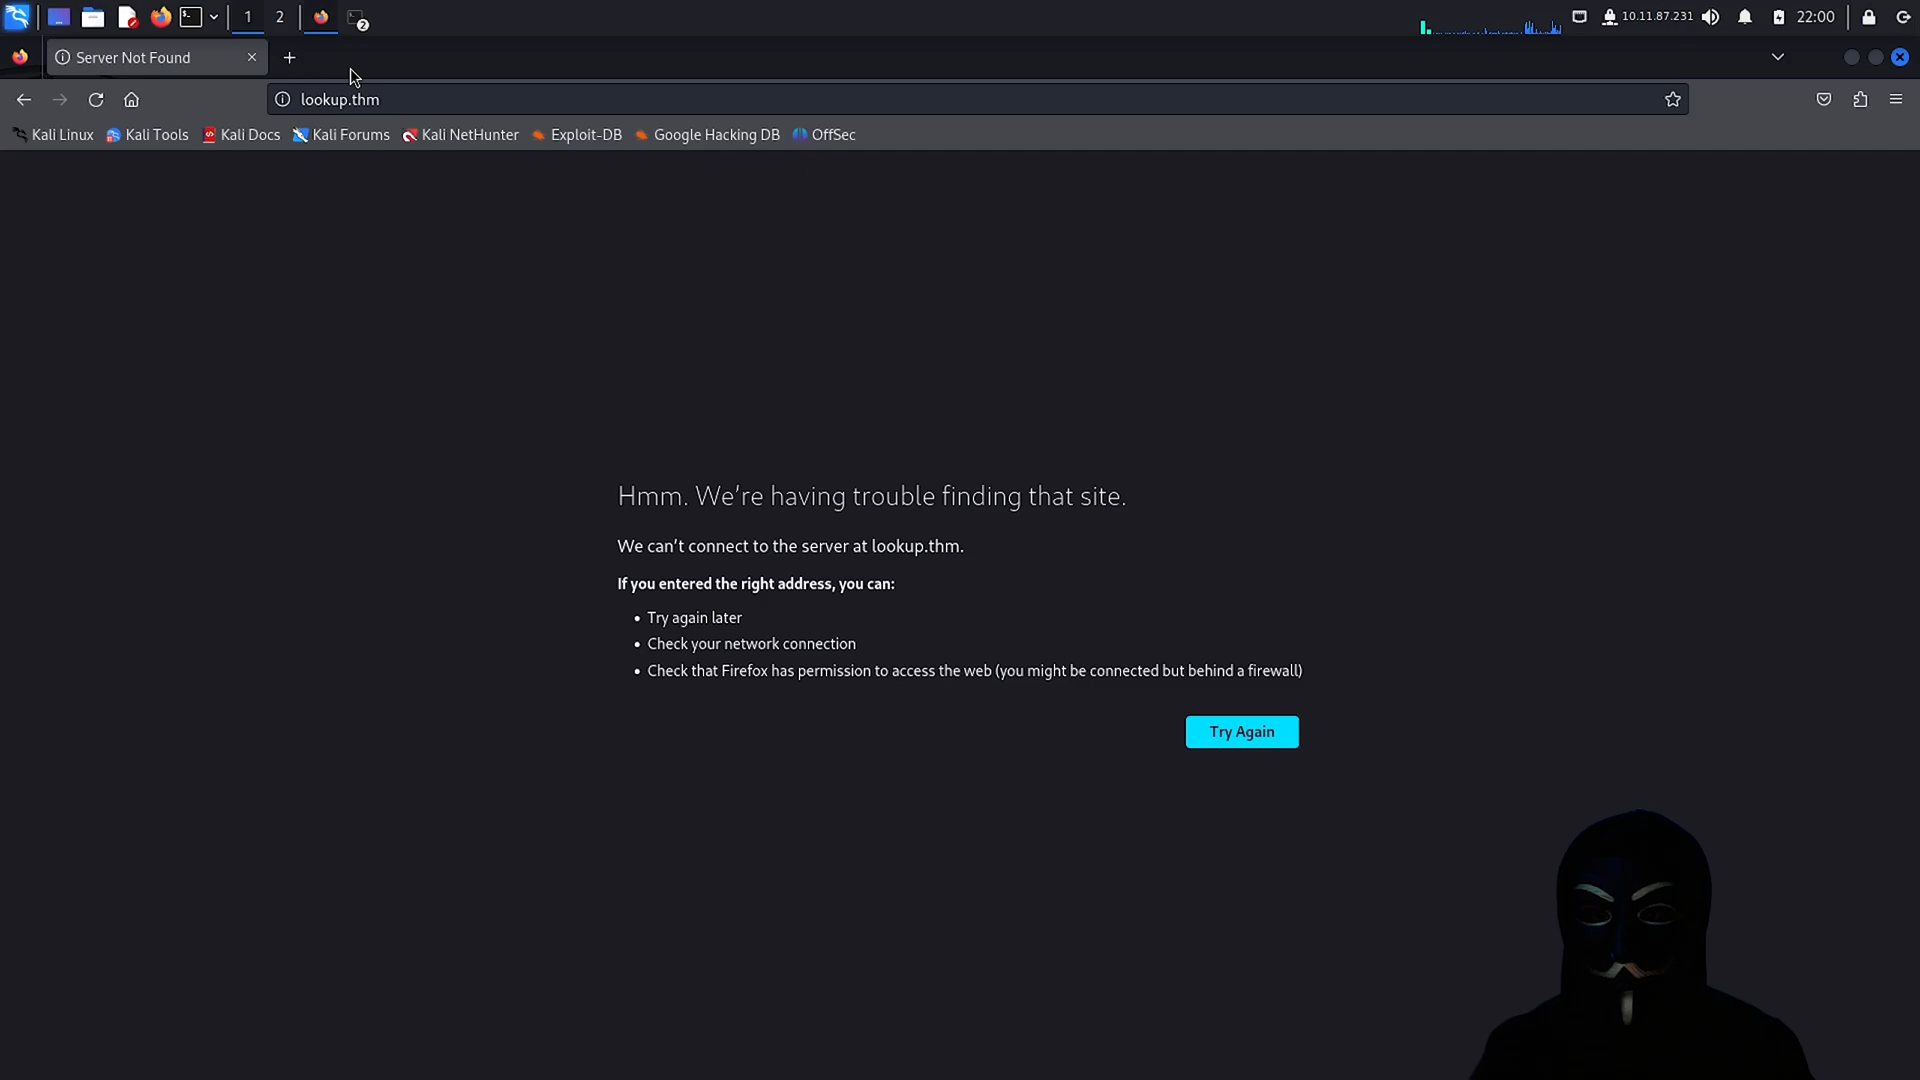 1 2 2 10.11.87.231 22:00
Server Not Found
lookup.thm
Kali Linux Kali Tools Kali Docs Kali Forums Kali NetHunter Exploit-DB Google Hacking DB OffSec
Hmm. We’re having trouble finding that site.
We can’t connect to the server at lookup.thm.
If you entered the right address, you can:
• Try again later
• Check your network connection
• Check that Firefox has permission to access the web (you might be connected but behind a firewall)
Try Again